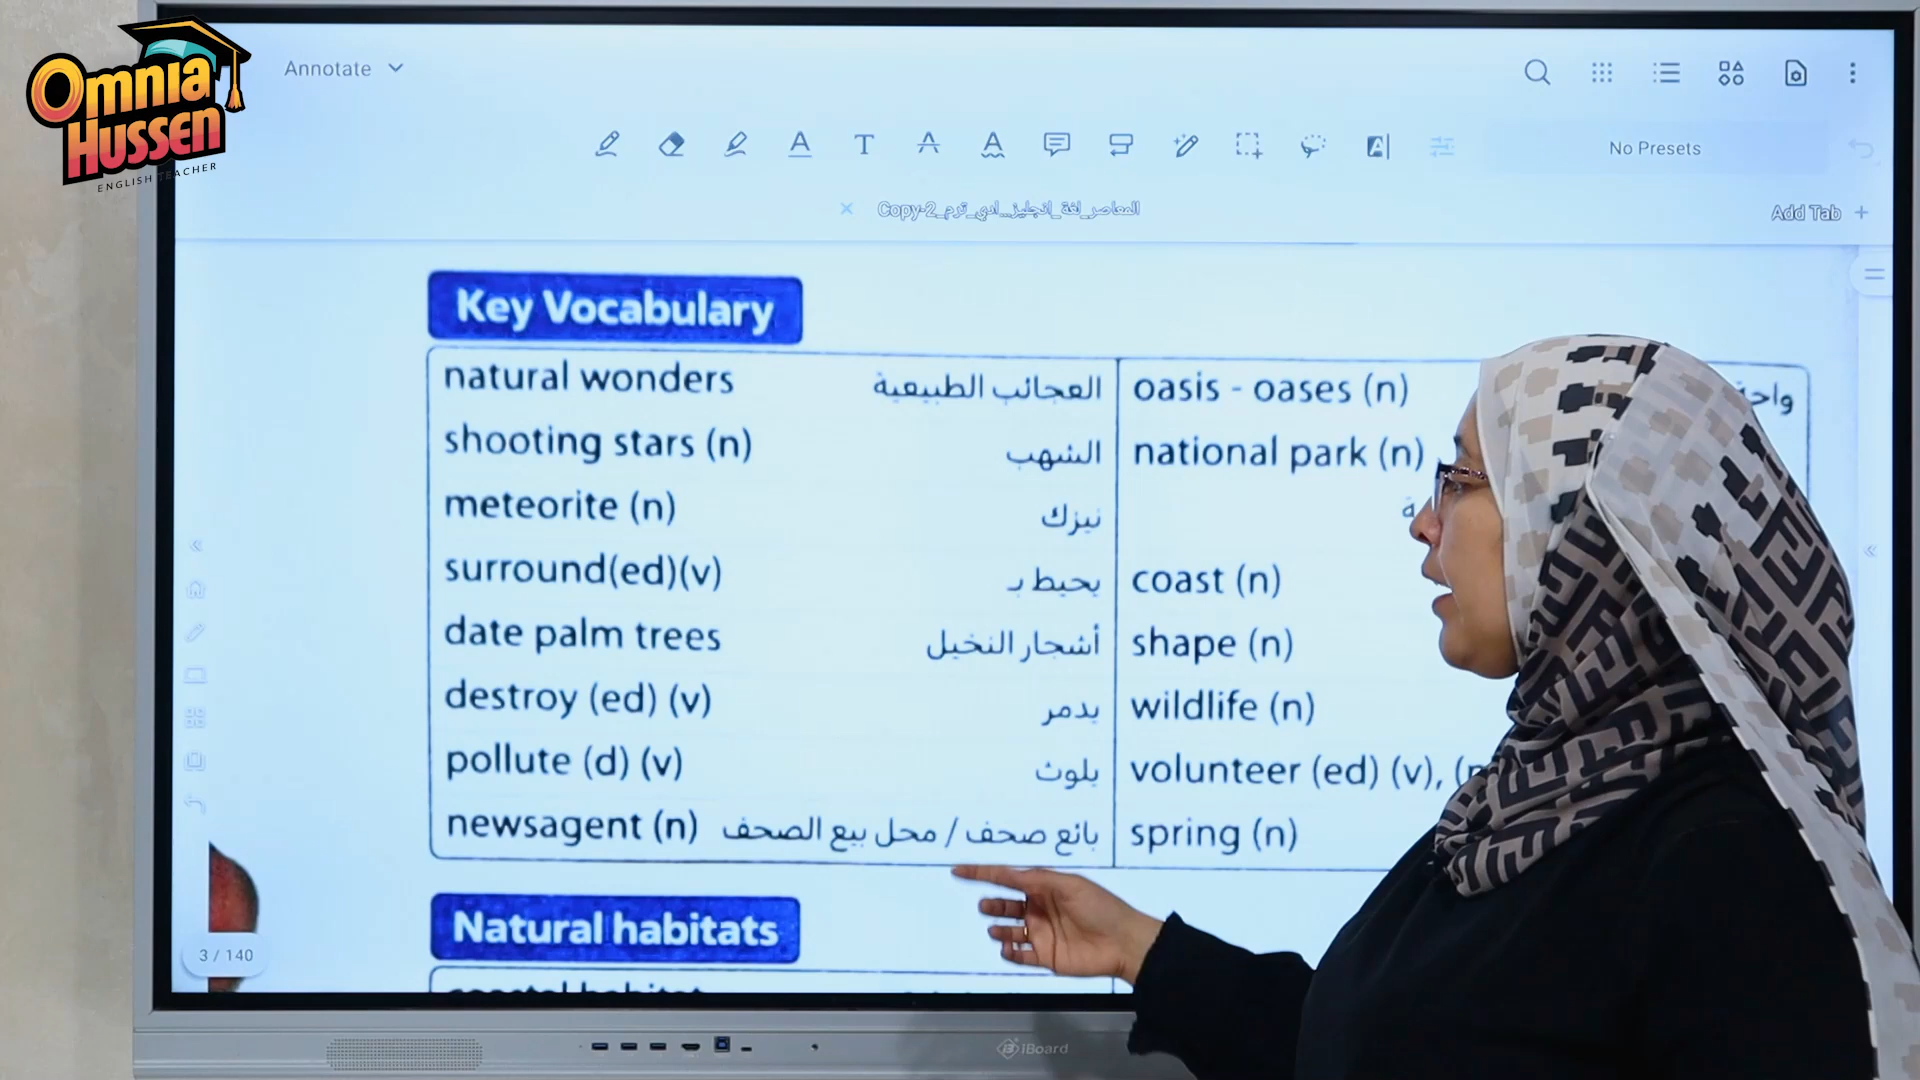 Omnia
Hussen
ENGLISH TEACHER
Annotate
No Presets
المعاصر_لغة_إنجليز...ادي_ترم_2-Copy
Add Tab +
Key Vocabulary
natural wonders العجائب الطبيعية
shooting stars (n) الشهب
meteorite (n) نيزك
surround(ed)(v) يحيط بـ
date palm trees أشجار النخيل
destroy (ed) (v) يدمر
pollute (d) (v) يلوث
newsagent (n) بائع صحف / محل بيع الصحف
oasis - oases (n)
national park (n)
coast (n)
shape (n)
wildlife (n)
volunteer (ed) (v),
spring (n)
Natural habitats
3 / 140
iBoard